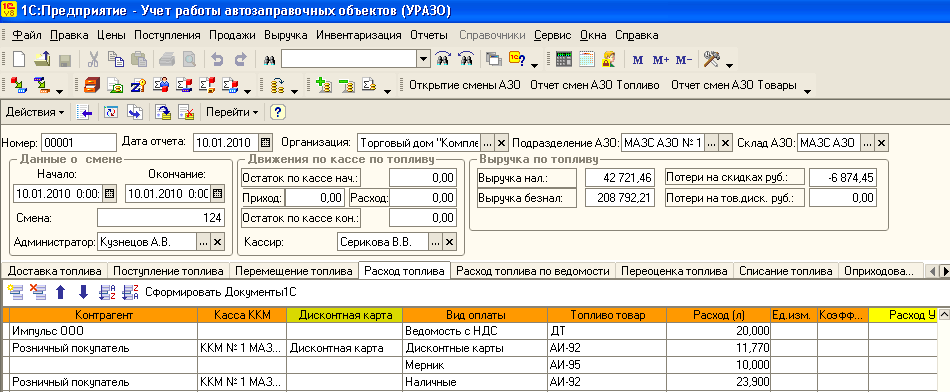 1С:Предприятие - Учет работы автозаправочных объектов (УРАЗО)
Файл Правка Цены Поступления Продажи Выручка Инвентаризация Отчеты Справочники Сервис Окна Справка
M M+ M-
Открытие смены АЗО Отчет смен АЗО Топливо Отчет смен АЗО Товары
Действия Перейти
Номер: 00001 Дата отчета: 10.01.2010 Организация: Торговый дом "Компле ... Подразделение АЗО: МАЗС АЗО № 1 ... Склад АЗО: МАЗС АЗО ...
Данные о смене Движения по кассе по топливу Выручка по топливу
Начало: Окончание: Остаток по кассе нач.: 0,00 Выручка нал.: 42 721,46 Потери на скидках руб.: -6 874,45
10.01.2010 0:00: 10.01.2010 0:00: Приход: 0,00 Расход: 0,00 Выручка безнал: 208 792,21 Потери на тов.диск. руб.: 0,00
Смена: 124 Остаток по кассе кон.: 0,00
Администратор: Кузнецов А.В. ... Кассир: Серикова В.В. ...
Доставка топлива Поступление топлива Перемещение топлива Расход топлива Расход топлива по ведомости Переоценка топлива Списание топлива Оприходова...
Сформировать Документы1С
Контрагент Касса ККМ Дисконтная карта Вид оплаты Топливо товар Расход (л) Ед.изм. Коэфф... Расход У
Импульс ООО Ведомость с НДС ДТ 20,000
Розничный покупатель ККМ № 1 МАЗ... Дисконтная карта Дисконтные карты АИ-92 11,770
Мерник АИ-95 10,000
Розничный покупатель ККМ № 1 МАЗ... Наличные АИ-92 23,900